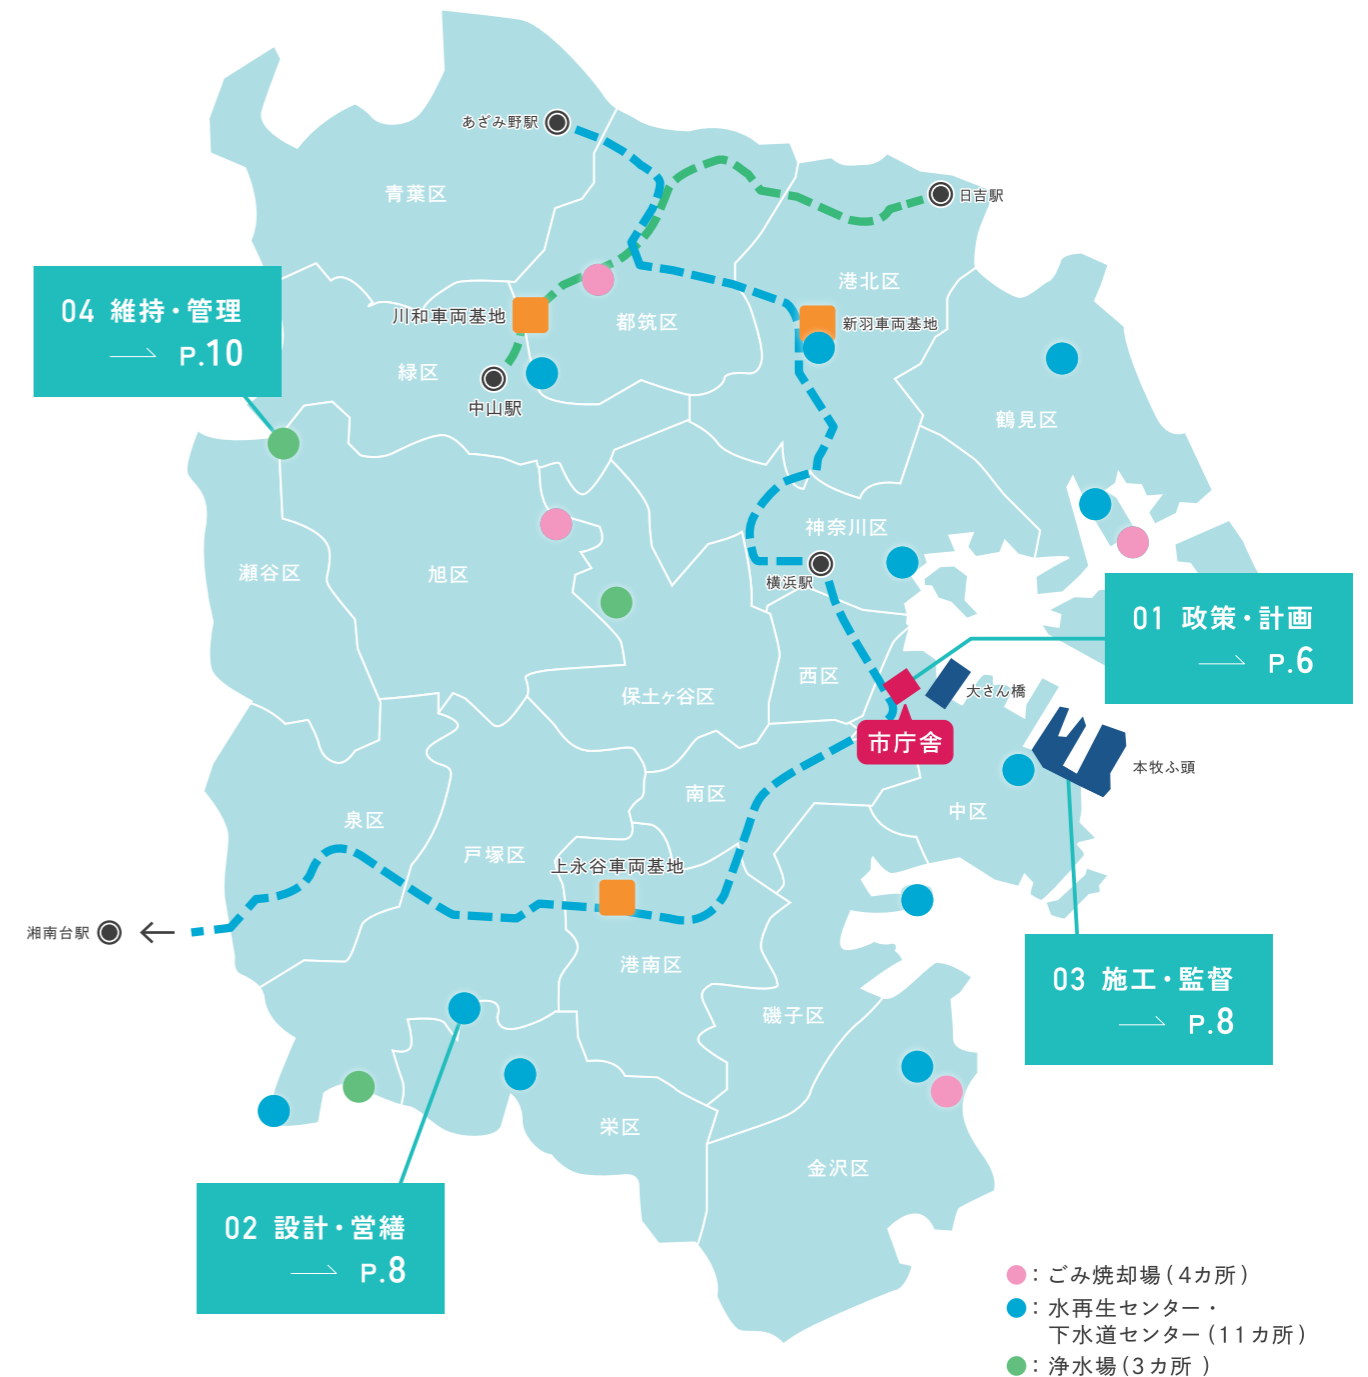 あざみ野駅
日吉駅
青葉区
港北区
04 維持・管理
P.10
川和車両基地
都筑区
新羽車両基地
緑区
中山駅
鶴見区
神奈川区
瀬谷区
旭区
横浜駅
01 政策・計画
P.6
西区
保土ヶ谷区
大さん橋
市庁舎
本牧ふ頭
南区
中区
泉区
戸塚区
上永谷車両基地
湘南台駅
港南区
03 施工・監督
P.8
磯子区
栄区
金沢区
02 設計・営繕
P.8
：ごみ焼却場(4カ所)
：水再生センター・
下水道センター(11カ所)
：浄水場(3カ所 )